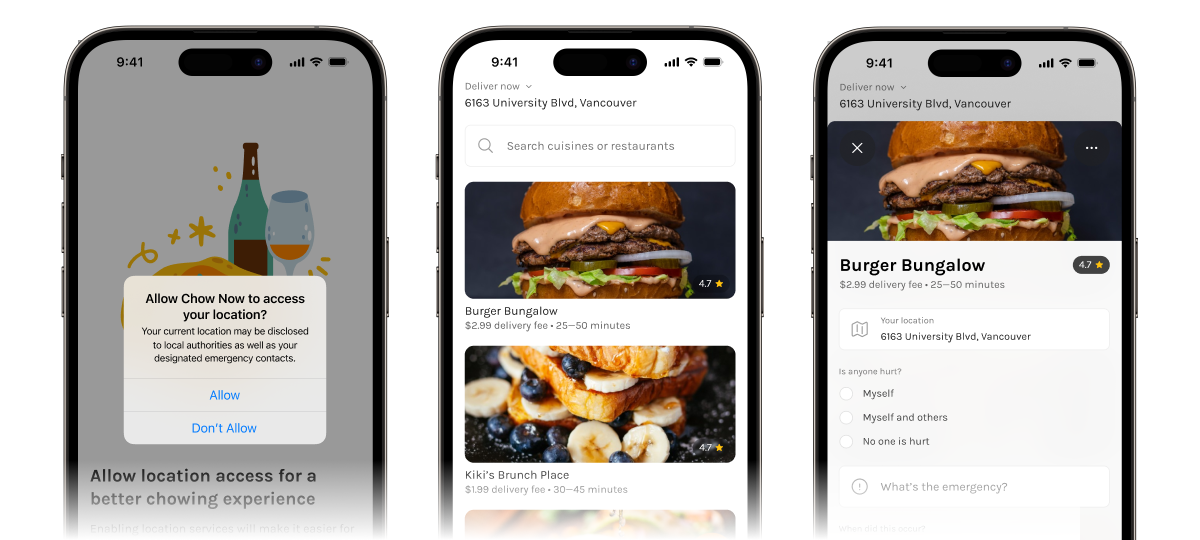 9:41
Allow Chow Now to access
your location?
Your current location may be disclosed
to local authorities as well as your
designated emergency contacts.
Allow
Don't Allow
Allow location access for a
better chowing experience
Enabling location services will make it easier for
9:41
Deliver now
6163 University Blvd, Vancouver
Search cuisines or restaurants
4.7
Burger Bungalow
$2.99 delivery fee • 25—50 minutes
4.7
Kiki's Brunch Place
$1.99 delivery fee • 30—45 minutes
9:41
Deliver now
6163 University Blvd, Vancouver
Burger Bungalow
4.7
$2.99 delivery fee • 25—50 minutes
Your location
6163 University Blvd, Vancouver
Is anyone hurt?
Myself
Myself and others
No one is hurt
What's the emergency?
When did this occur?